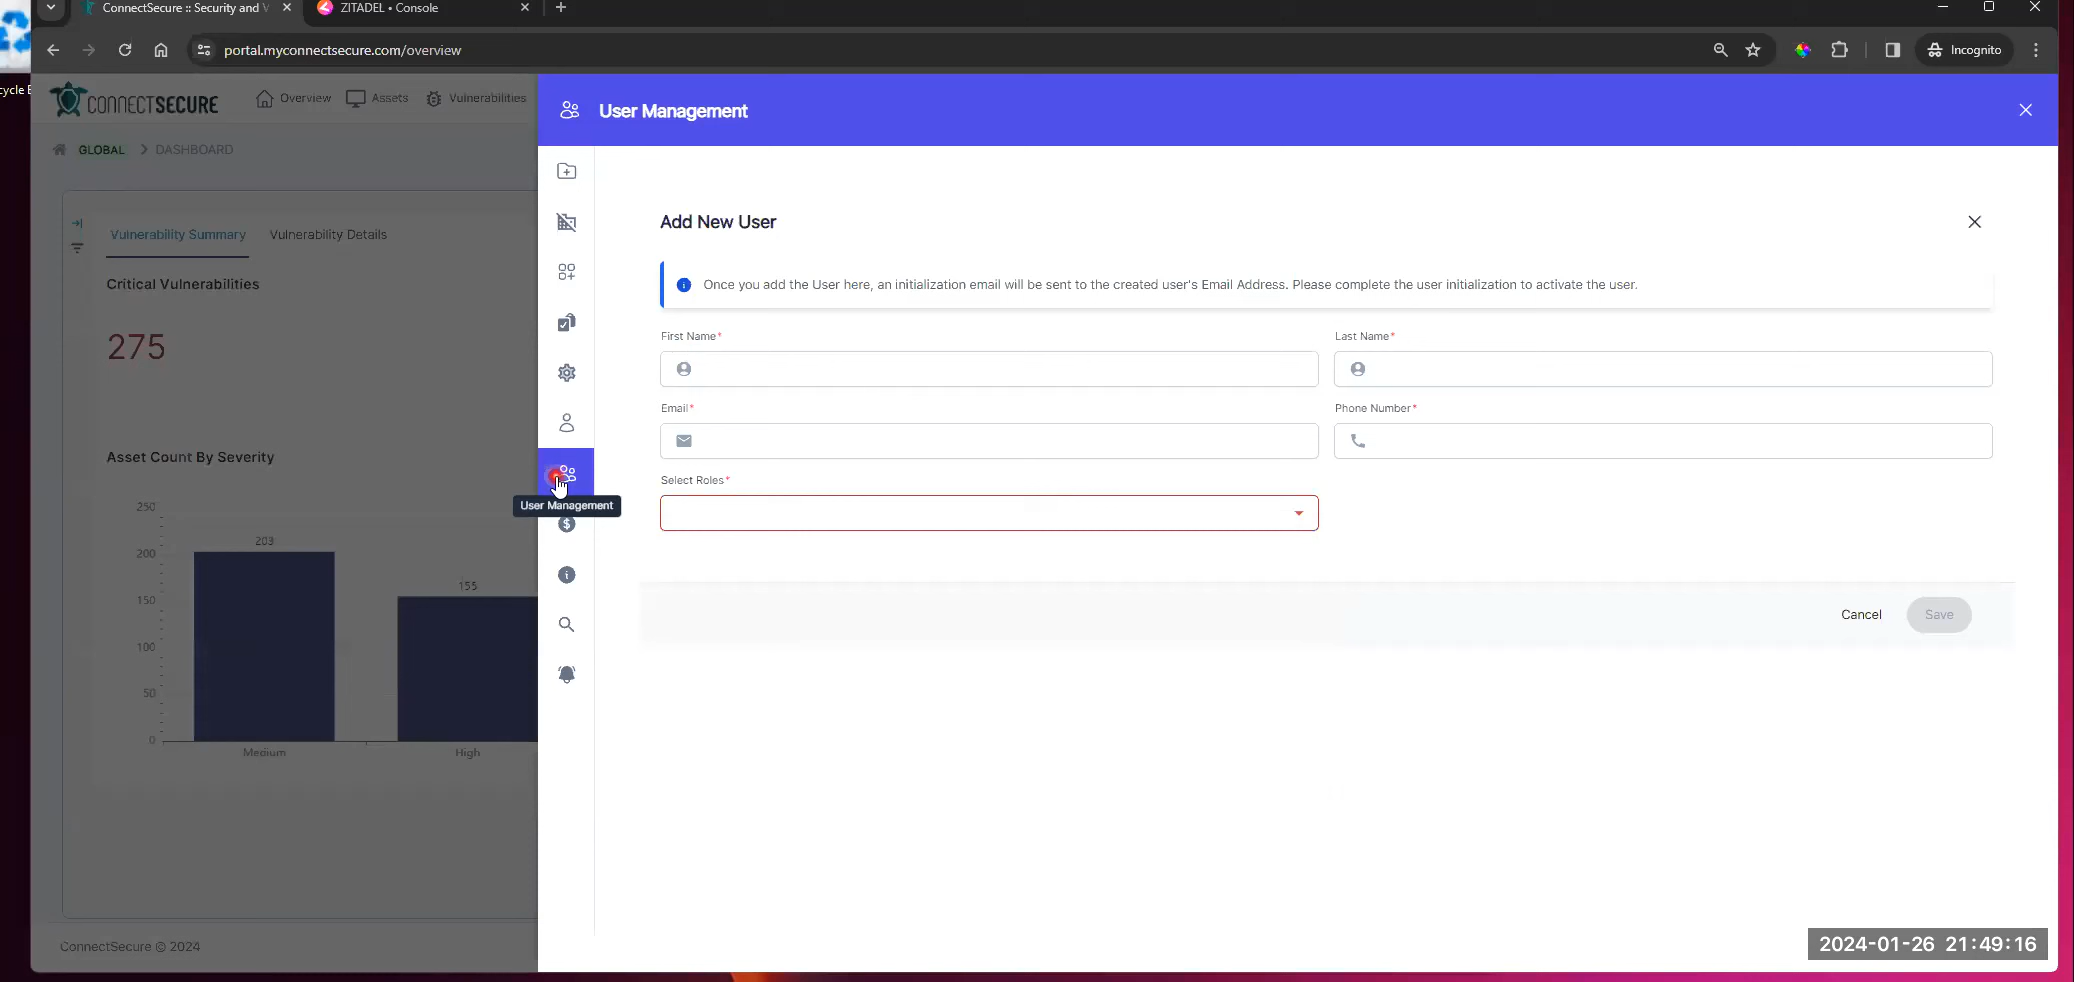 ConnectSecure :: Security and V
ZITADEL • Console
portal.myconnectsecure.com/overview
Incognito
cycle
CONNECTSECURE
Overview
Assets
Vulnerabilities
User Management
GLOBAL
DASHBOARD
Add New User
Vulnerability Summary
Vulnerability Details
Critical Vulnerabilities
275
Once you add the User here, an initialization email will be sent to the created user's Email Address. Please complete the user initialization to activate the user.
First Name*
Last Name*
Email*
Phone Number*
Select Roles*
User Management
Cancel
Save
Asset Count By Severity
250
203
200
155
150
100
50
0
Medium
High
ConnectSecure © 2024
2024-01-26 21:49:16